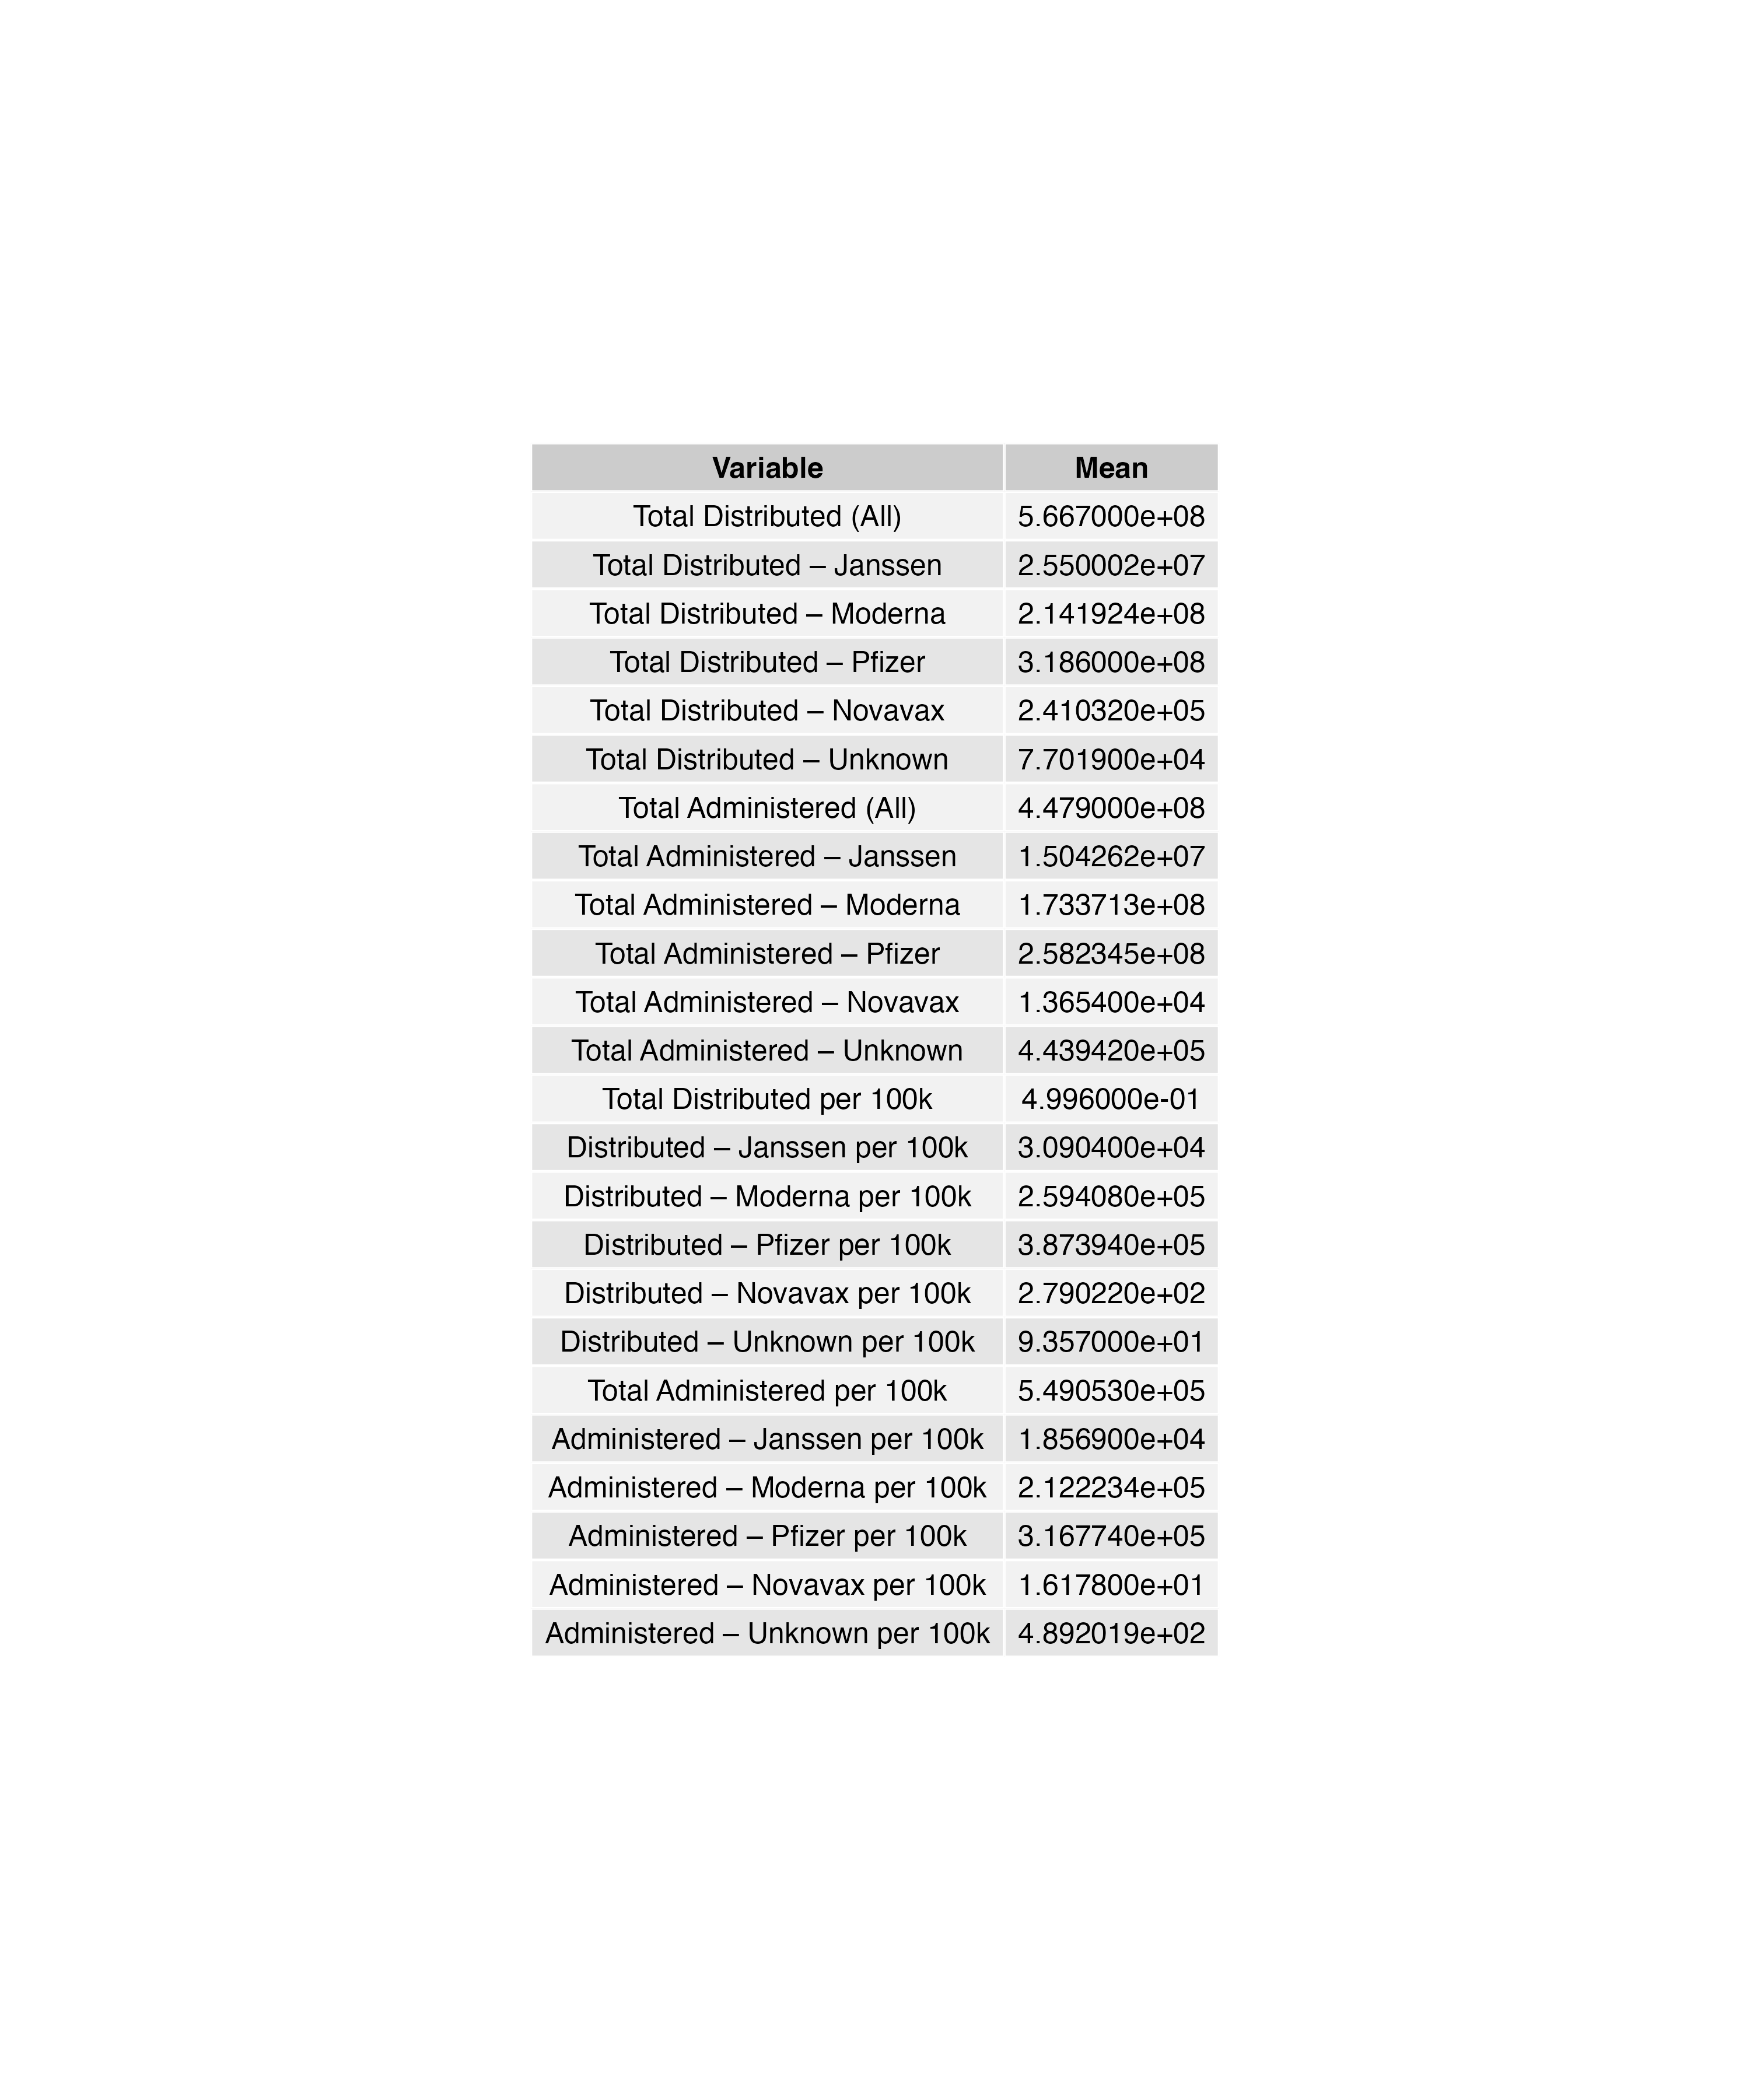 Variable Mean
Total Distributed (All) 5.667000e+08
Total Distributed – Janssen 2.550002e+07
Total Distributed – Moderna 2.141924e+08
Total Distributed – Pfizer 3.186000e+08
Total Distributed – Novavax 2.410320e+05
Total Distributed – Unknown 7.701900e+04
Total Administered (All) 4.479000e+08
Total Administered – Janssen 1.504262e+07
Total Administered – Moderna 1.733713e+08
Total Administered – Pfizer 2.582345e+08
Total Administered – Novavax 1.365400e+04
Total Administered – Unknown 4.439420e+05
Total Distributed per 100k 4.996000e-01
Distributed – Janssen per 100k 3.090400e+04
Distributed – Moderna per 100k 2.594080e+05
Distributed – Pfizer per 100k 3.873940e+05
Distributed – Novavax per 100k 2.790220e+02
Distributed – Unknown per 100k 9.357000e+01
Total Administered per 100k 5.490530e+05
Administered – Janssen per 100k 1.856900e+04
Administered – Moderna per 100k 2.122234e+05
Administered – Pfizer per 100k 3.167740e+05
Administered – Novavax per 100k 1.617800e+01
Administered – Unknown per 100k 4.892019e+02